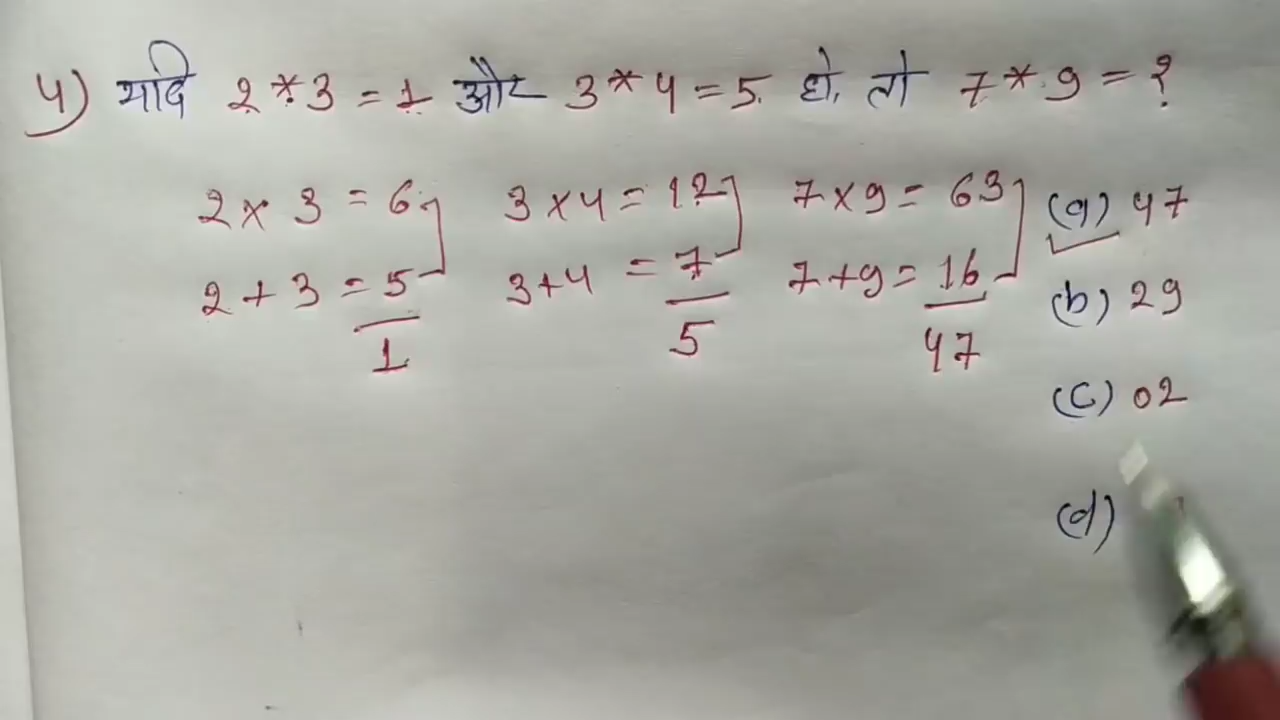 4) यदि 2 * 3 = 1 और 3 * 4 = 5. हो, तो 7 * 9 = ?
2 × 3 = 6 3 × 4 = 12 7 × 9 = 63 (a) 47
2 + 3 = 5 3 + 4 = 7 7 + 9 = 16 (b) 29
1 5 47
(c) 02
(d)